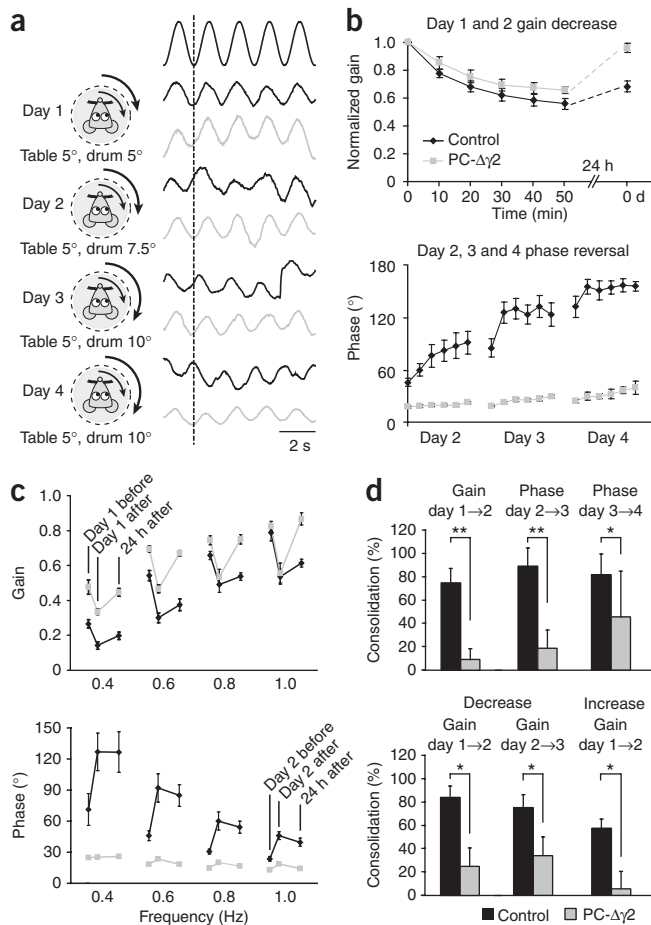 a
Day 1
Table 5°, drum 5°
Day 2
Table 5°, drum 7.5°
Day 3
Table 5°, drum 10°
Day 4
Table 5°, drum 10°
2 s
b
Day 1 and 2 gain decrease
Normalized gain
1.0
0.8
0.6
0.4
0.2
0
Control
PC-Δγ2
24 h
0 10 20 30 40 50 0 d
Time (min)
Day 2, 3 and 4 phase reversal
Phase (°)
180
120
60
0
Day 2 Day 3 Day 4
c
Day 1 before
Day 1 after
24 h after
Gain
1.0
0.8
0.6
0.4
0.2
0
0.4 0.6 0.8 1.0
Phase (°)
150
120
90
60
30
0
Day 2 before
Day 2 after
24 h after
0.4 0.6 0.8 1.0
Frequency (Hz)
d
Gain Phase Phase
day 1→2 day 2→3 day 3→4
Consolidation (%)
120
100
80
60
40
20
0
** ** *
Decrease Increase
Gain Gain Gain
day 1→2 day 2→3 day 1→2
Consolidation (%)
120
100
80
60
40
20
0
* * *
Control PC-Δγ2